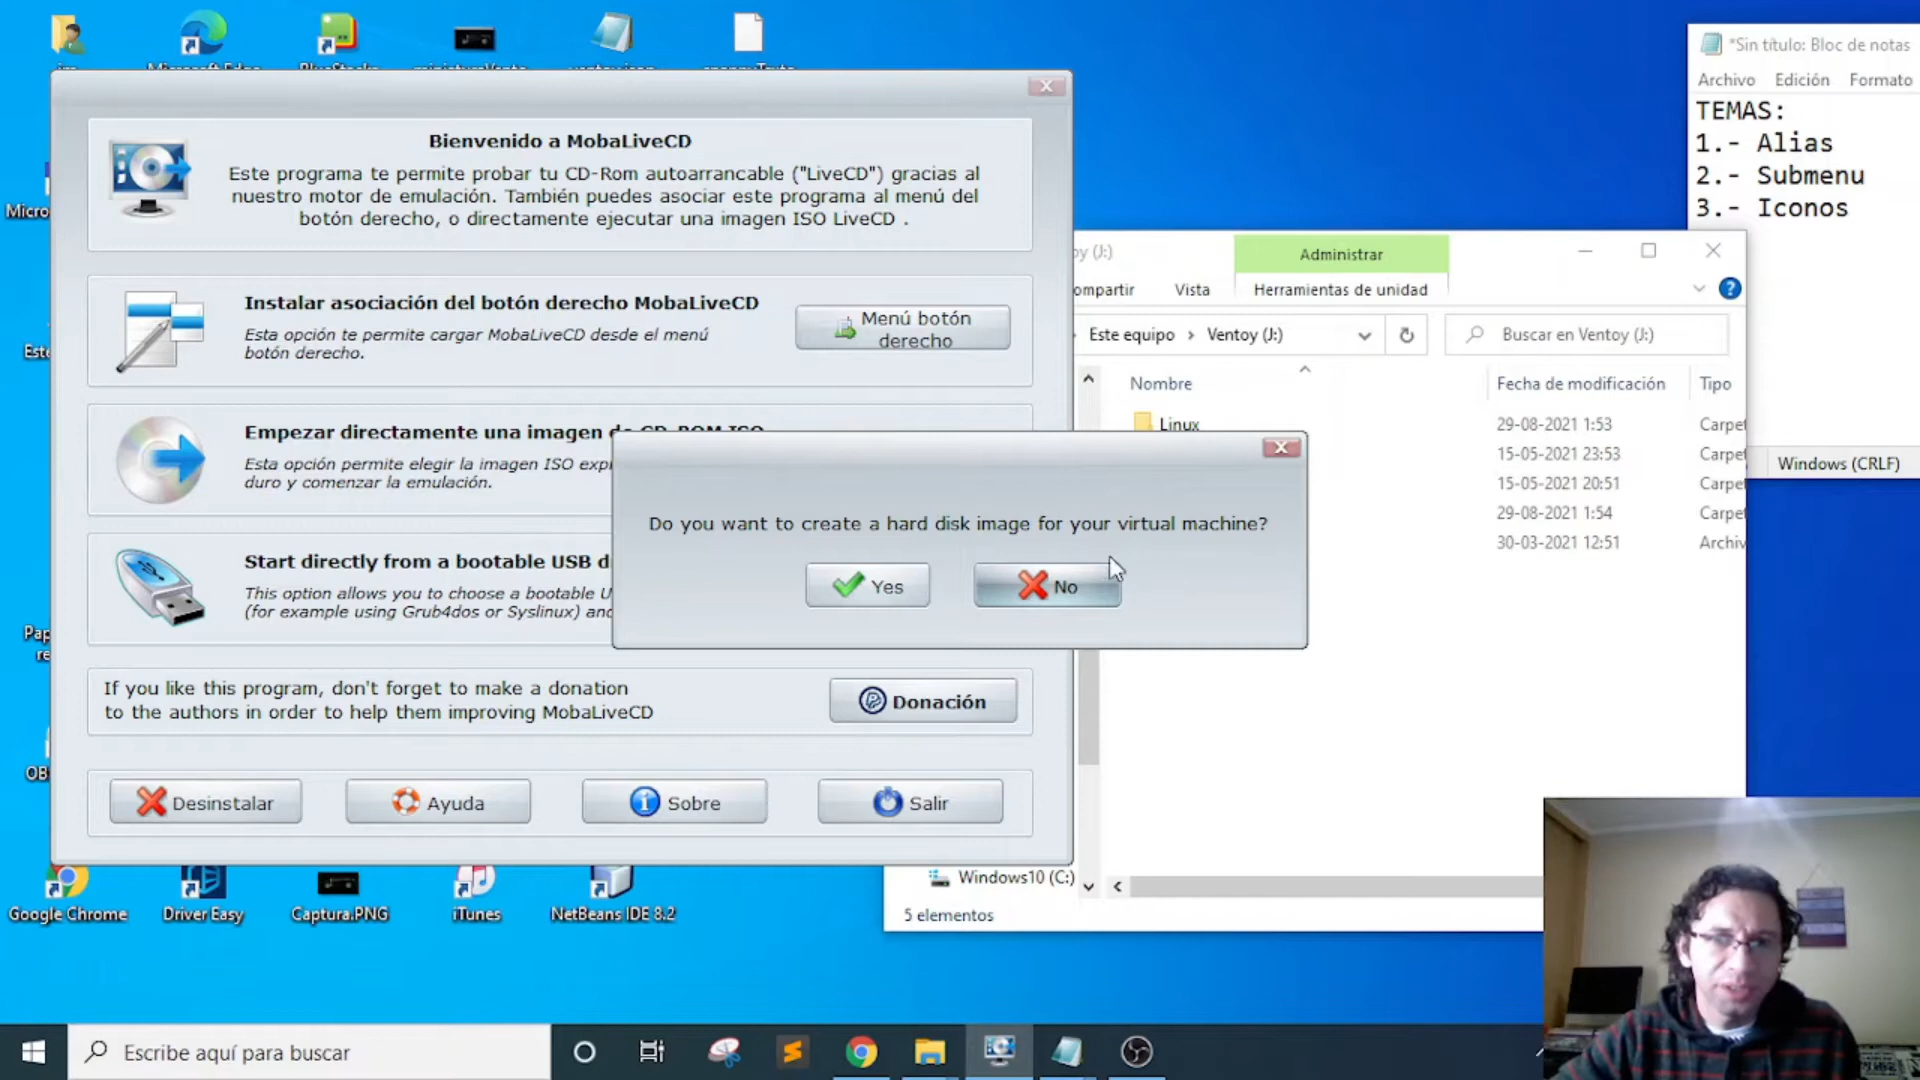 *Sin título: Bloc de notas
Archivo Edición Formato
TEMAS:
1.- Alias
2.- Submenu
3.- Iconos
Windows (CRLF)
Bienvenido a MobaLiveCD
Este programa te permite probar tu CD-Rom autoarrancable ("LiveCD") gracias al
nuestro motor de emulación. También puedes asociar este programa al menú del
botón derecho, o directamente ejecutar una imagen ISO LiveCD .
Instalar asociación del botón derecho MobaLiveCD
Esta opción te permite cargar MobaLiveCD desde el menú
botón derecho.
Menú botón
derecho
Empezar directamente una imagen de CD-ROM ISO
Esta opción permite elegir la imagen ISO
duro y comenzar la emulación.
Start directly from a bootable USB
This option allows you to choose a bootable
(for example using Grub4dos or Syslinux)
If you like this program, don't forget to make a donation
to the authors in order to help them improving MobaLiveCD
Donación
Desinstalar
Ayuda
Sobre
Salir
Do you want to create a hard disk image for your virtual machine?
Yes
No
(J:)
Administrar
Vista
Herramientas de unidad
Este equipo > Ventoy (J:)
Buscar en Ventoy (J:)
Nombre Fecha de modificación Tipo
Linux 29-08-2021 1:53
15-05-2021 23:53
15-05-2021 20:51
29-08-2021 1:54
30-03-2021 12:51
Windows10 (C:)
5 elementos
Google Chrome
Driver Easy
Captura.PNG
iTunes
NetBeans IDE 8.2
Escribe aquí para buscar